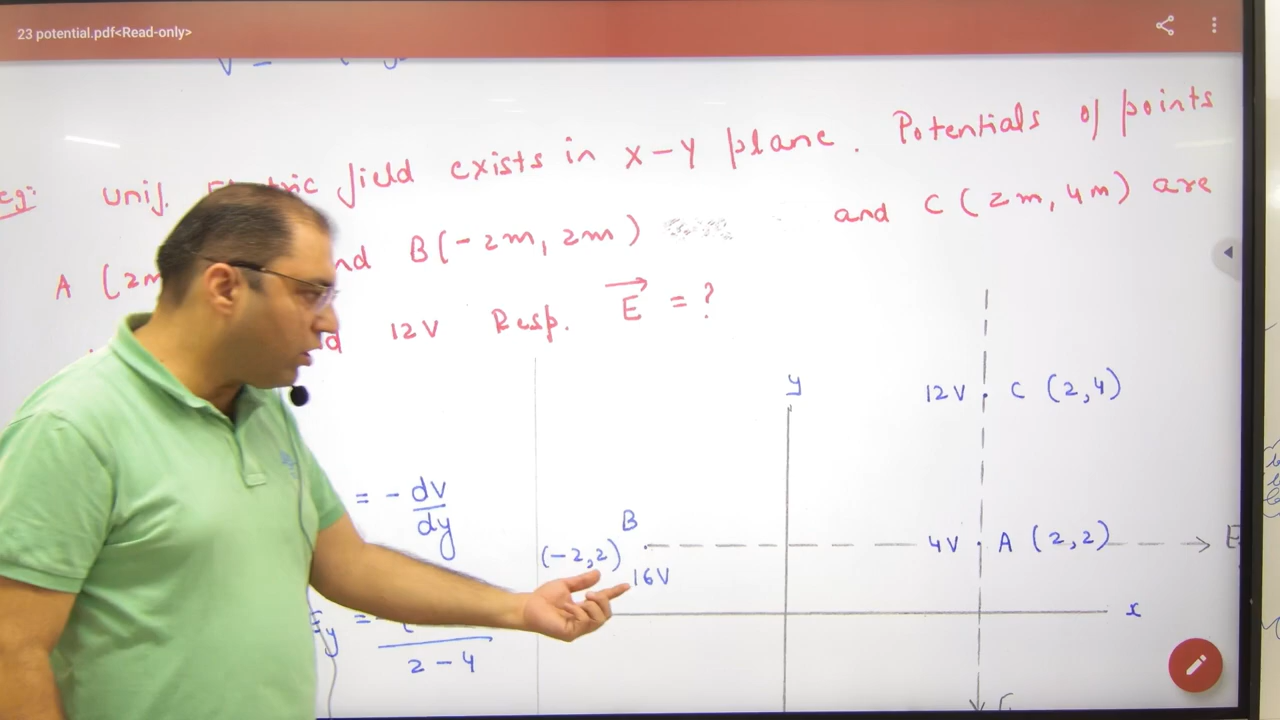 23 potential.pdf<Read-only>
eg: Unif. field exists in x-y plane. Potentials of points
A (2m B(-2m, 2m) and C (2m, 4m) are
12V Resp. E = ?
y
12V C (2,4)
= - dV/dy
B
(-2,2) 4V A (2,2) E
16V
x
Ey =
2-4